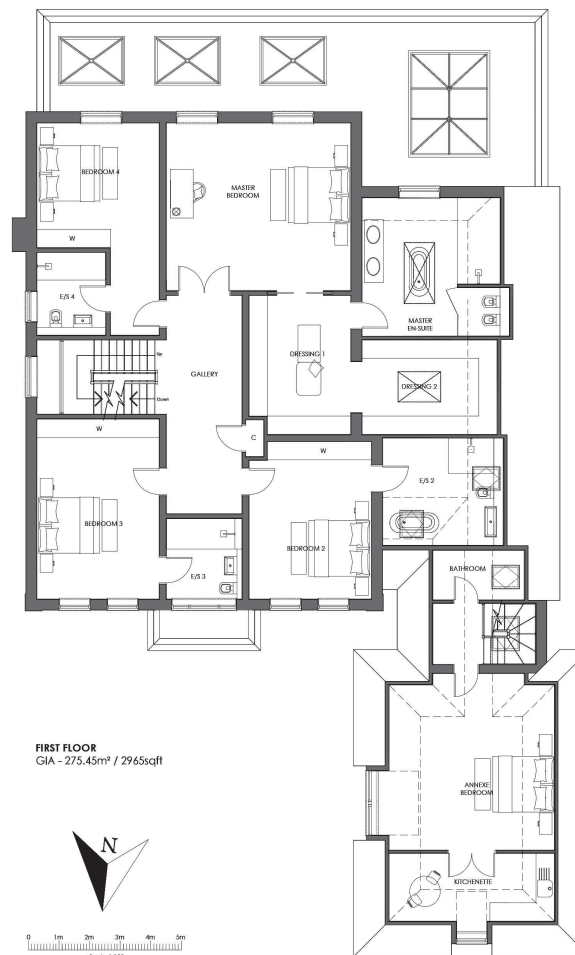 BEDROOM 4
MASTER
BEDROOM
W
E/S 4
MASTER
EN-SUITE
Up
GALLERY
DRESSING 1
DRESSING 2
Down
W
C
W
E/S 2
BEDROOM 3
BEDROOM 2
E/S 3
BATHROOM
FIRST FLOOR
GIA - 275.45m² / 2965sqft
ANNEXE
BEDROOM
N
KITCHENETTE
0 1m 2m 3m 4m 5m